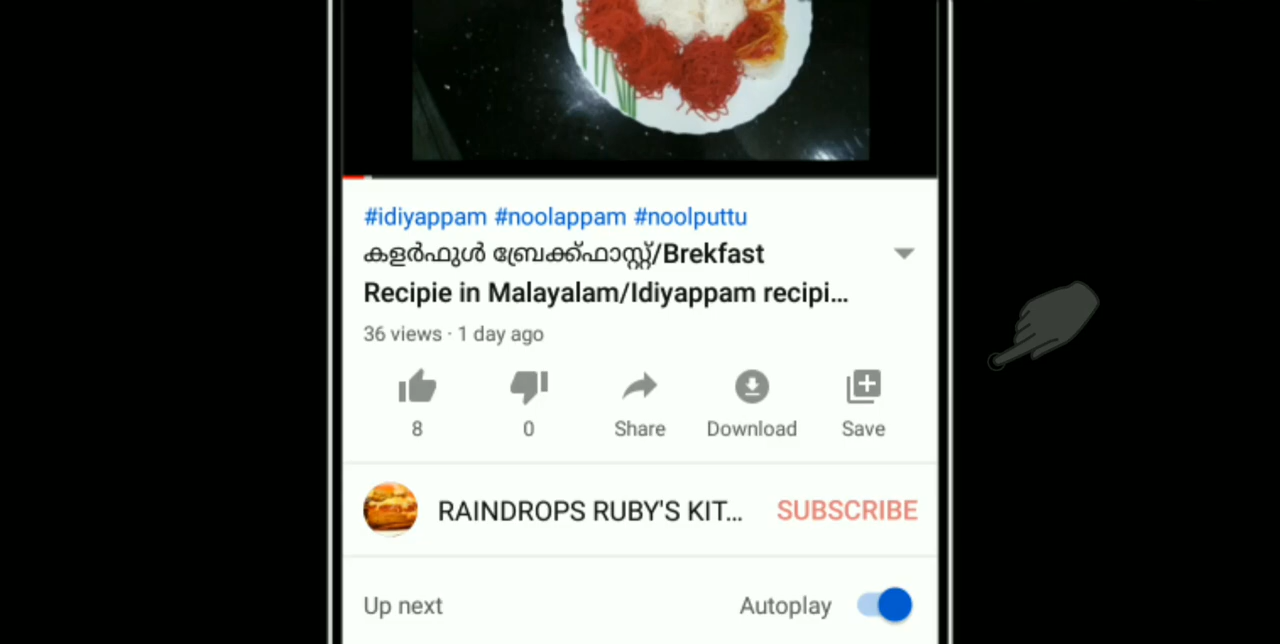 #idiyappam #noolappam #noolputtu
കളർഫുൾ ബ്രേക്ക്ഫാസ്റ്റ്/Brekfast
Recipie in Malayalam/Idiyappam recipi...
36 views · 1 day ago
8 0 Share Download Save
RAINDROPS RUBY'S KIT... SUBSCRIBE
Up next Autoplay